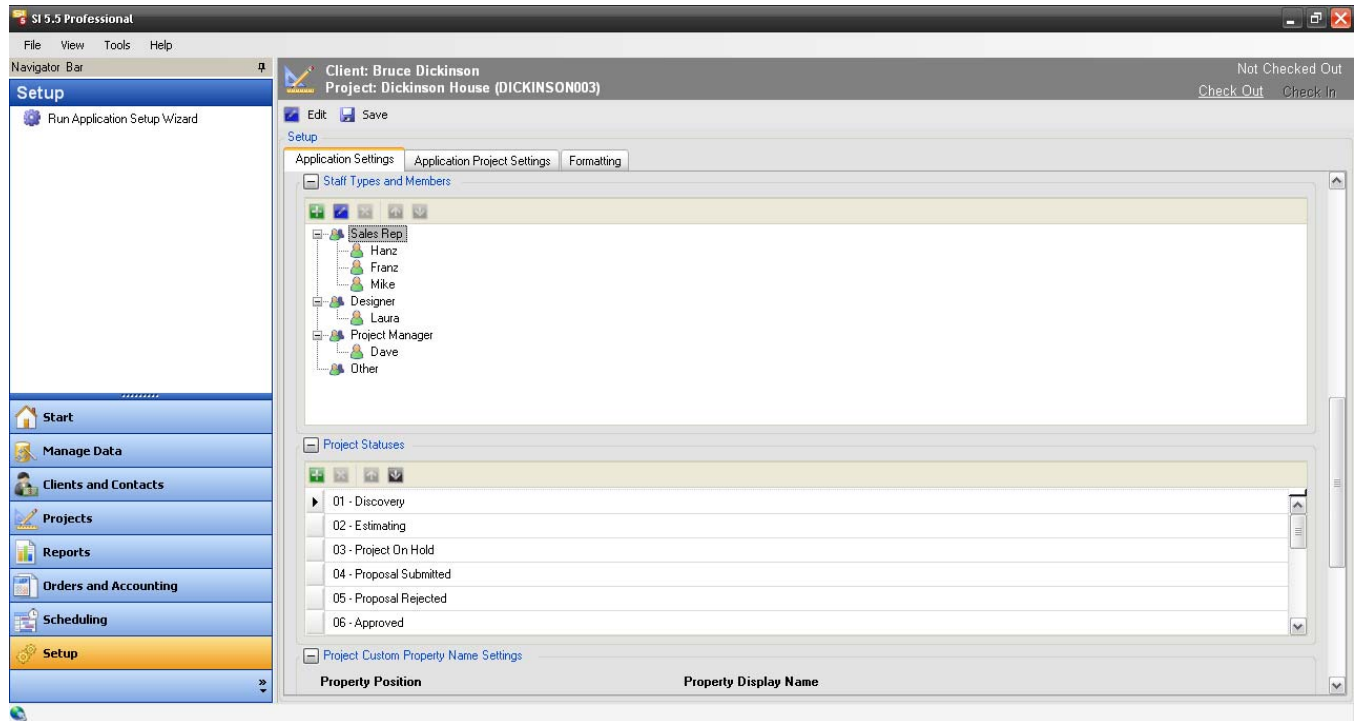 SI 5.5 Professional
File View Tools Help
Navigator Bar
Setup
Run Application Setup Wizard
Start
Manage Data
Clients and Contacts
Projects
Reports
Orders and Accounting
Scheduling
Setup
Client: Bruce Dickinson
Project: Dickinson House (DICKINSON003)
Not Checked Out
Check Out Check In
Edit Save
Setup
Application Settings Application Project Settings Formatting
Staff Types and Members
Sales Rep
Hanz
Franz
Mike
Designer
Laura
Project Manager
Dave
Other
Project Statuses
01 - Discovery
02 - Estimating
03 - Project On Hold
04 - Proposal Submitted
05 - Proposal Rejected
06 - Approved
Project Custom Property Name Settings
Property Position Property Display Name